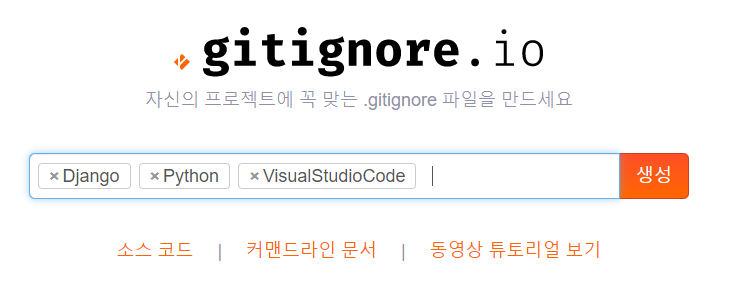 gitignore.io
자신의 프로젝트에 꼭 맞는 .gitignore 파일을 만드세요
×Django ×Python ×VisualStudioCode 생성
소스 코드 | 커맨드라인 문서 | 동영상 튜토리얼 보기